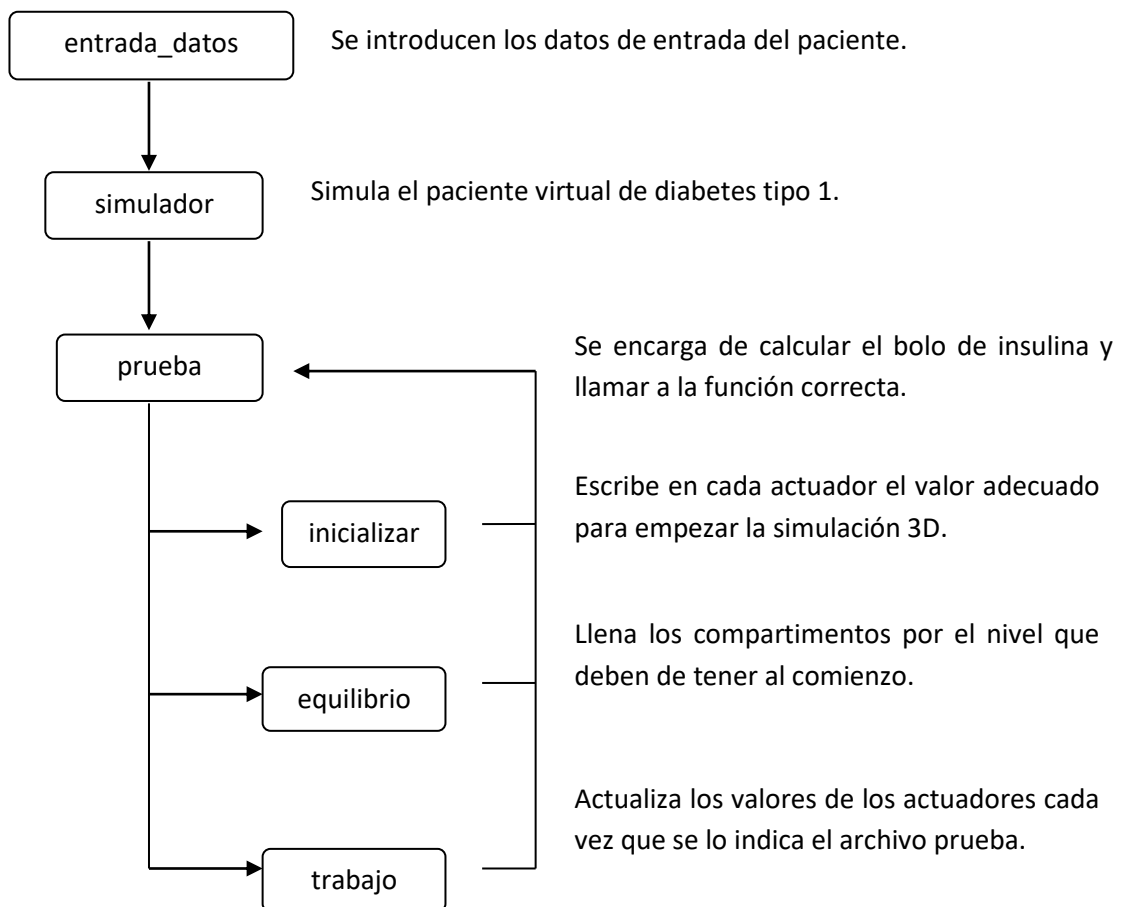 entrada_datos
Se introducen los datos de entrada del paciente.
simulador
Simula el paciente virtual de diabetes tipo 1.
prueba
Se encarga de calcular el bolo de insulina y
llamar a la función correcta.
inicializar
Escribe en cada actuador el valor adecuado
para empezar la simulación 3D.
equilibrio
Llena los compartimentos por el nivel que
deben de tener al comienzo.
trabajo
Actualiza los valores de los actuadores cada
vez que se lo indica el archivo prueba.